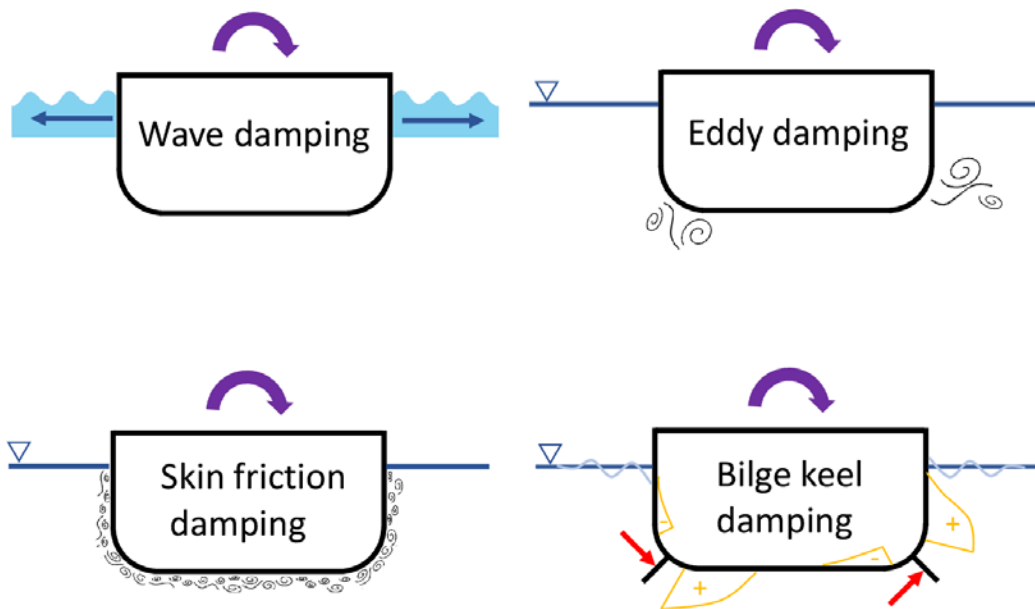 Wave damping
Eddy damping
Skin friction
damping
Bilge keel
damping
-
+
-
+